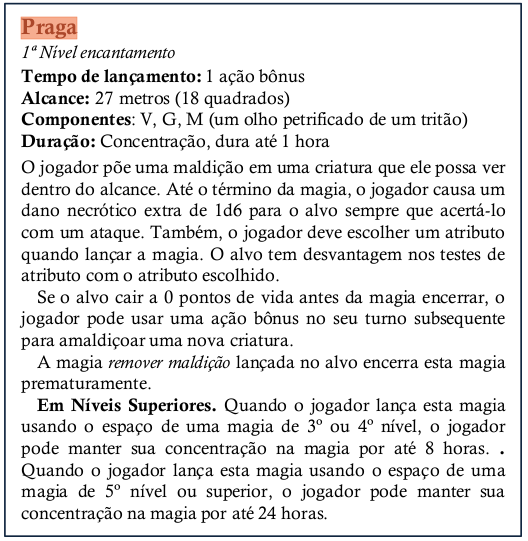 Praga
1ª Nível encantamento
Tempo de lançamento: 1 ação bônus
Alcance: 27 metros (18 quadrados)
Componentes: V, G, M (um olho petrificado de um tritão)
Duração: Concentração, dura até 1 hora
O jogador põe uma maldição em uma criatura que ele possa ver
dentro do alcance. Até o término da magia, o jogador causa um
dano necrótico extra de 1d6 para o alvo sempre que acertá-lo
com um ataque. Também, o jogador deve escolher um atributo
quando lançar a magia. O alvo tem desvantagem nos testes de
atributo com o atributo escolhido.
Se o alvo cair a 0 pontos de vida antes da magia encerrar, o
jogador pode usar uma ação bônus no seu turno subsequente
para amaldiçoar uma nova criatura.
A magia remover maldição lançada no alvo encerra esta magia
prematuramente.
Em Níveis Superiores. Quando o jogador lança esta magia
usando o espaço de uma magia de 3º ou 4º nível, o jogador
pode manter sua concentração na magia por até 8 horas. .
Quando o jogador lança esta magia usando o espaço de uma
magia de 5º nível ou superior, o jogador pode manter sua
concentração na magia por até 24 horas.